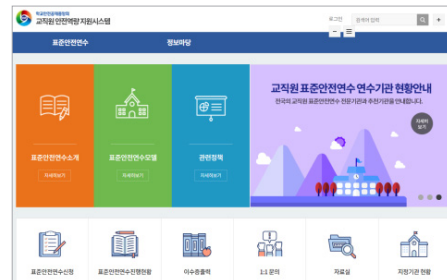 학교안전공제중앙회
교직원 안전역량 지원시스템
로그인
검색어 입력
표준안전연수
정보마당
표준안전연수소개
자세히보기
표준안전연수모델
자세히보기
관련정책
자세히보기
교직원 표준안전연수 연수기관 현황안내
전국의 교직원 표준안전연수 전문기관과 추천기관을 안내합니다.
자세히
보기
표준안전연수신청
표준안전연수진행현황
이수증출력
1:1 문의
자료실
지정기관 현황